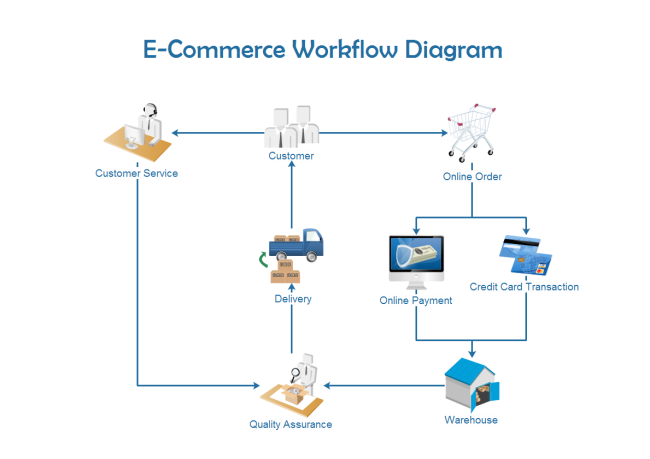 E-Commerce Workflow Diagram
Customer Service
Customer
Online Order
Delivery
Online Payment
Credit Card Transaction
Quality Assurance
Warehouse